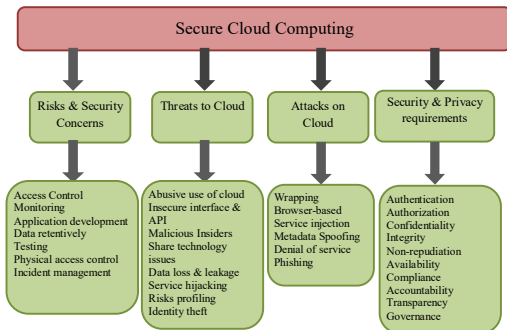 Secure Cloud Computing
Risks & Security
Concerns
Threats to Cloud
Attacks on
Cloud
Security & Privacy
requirements
Access Control
Monitoring
Application development
Data retentively
Testing
Physical access control
Incident management
Abusive use of cloud
Insecure interface &
API
Malicious Insiders
Share technology
issues
Data loss & leakage
Service hijacking
Risks profiling
Identity theft
Wrapping
Browser-based
Service injection
Metadata Spoofing
Denial of service
Phishing
Authentication
Authorization
Confidentiality
Integrity
Non-repudiation
Availability
Compliance
Accountability
Transparency
Governance